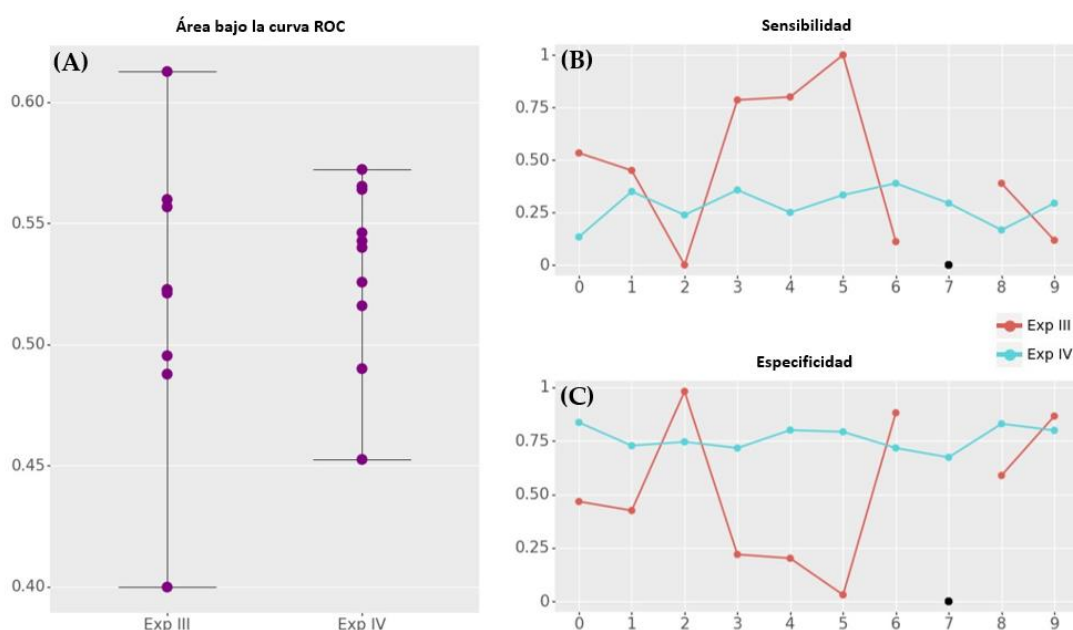 Área bajo la curva ROC
(A)
0.60
0.55
0.50
0.45
0.40
Exp III
Exp IV
Sensibilidad
(B)
1
0.75
0.50
0.25
0
0 1 2 3 4 5 6 7 8 9
Exp III
Exp IV
Especificidad
(C)
1
0.75
0.50
0.25
0
0 1 2 3 4 5 6 7 8 9